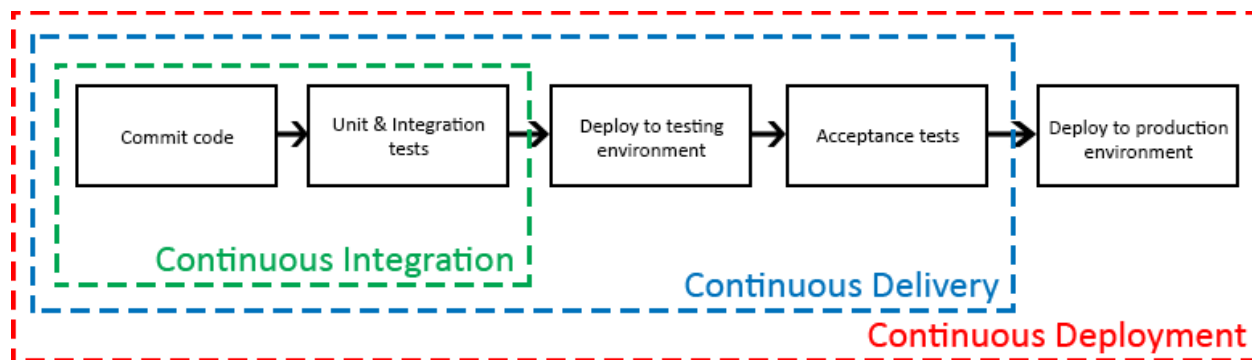 Commit code
Unit & Integration
tests
Deploy to testing
environment
Acceptance tests
Deploy to production
environment
Continuous Integration
Continuous Delivery
Continuous Deployment